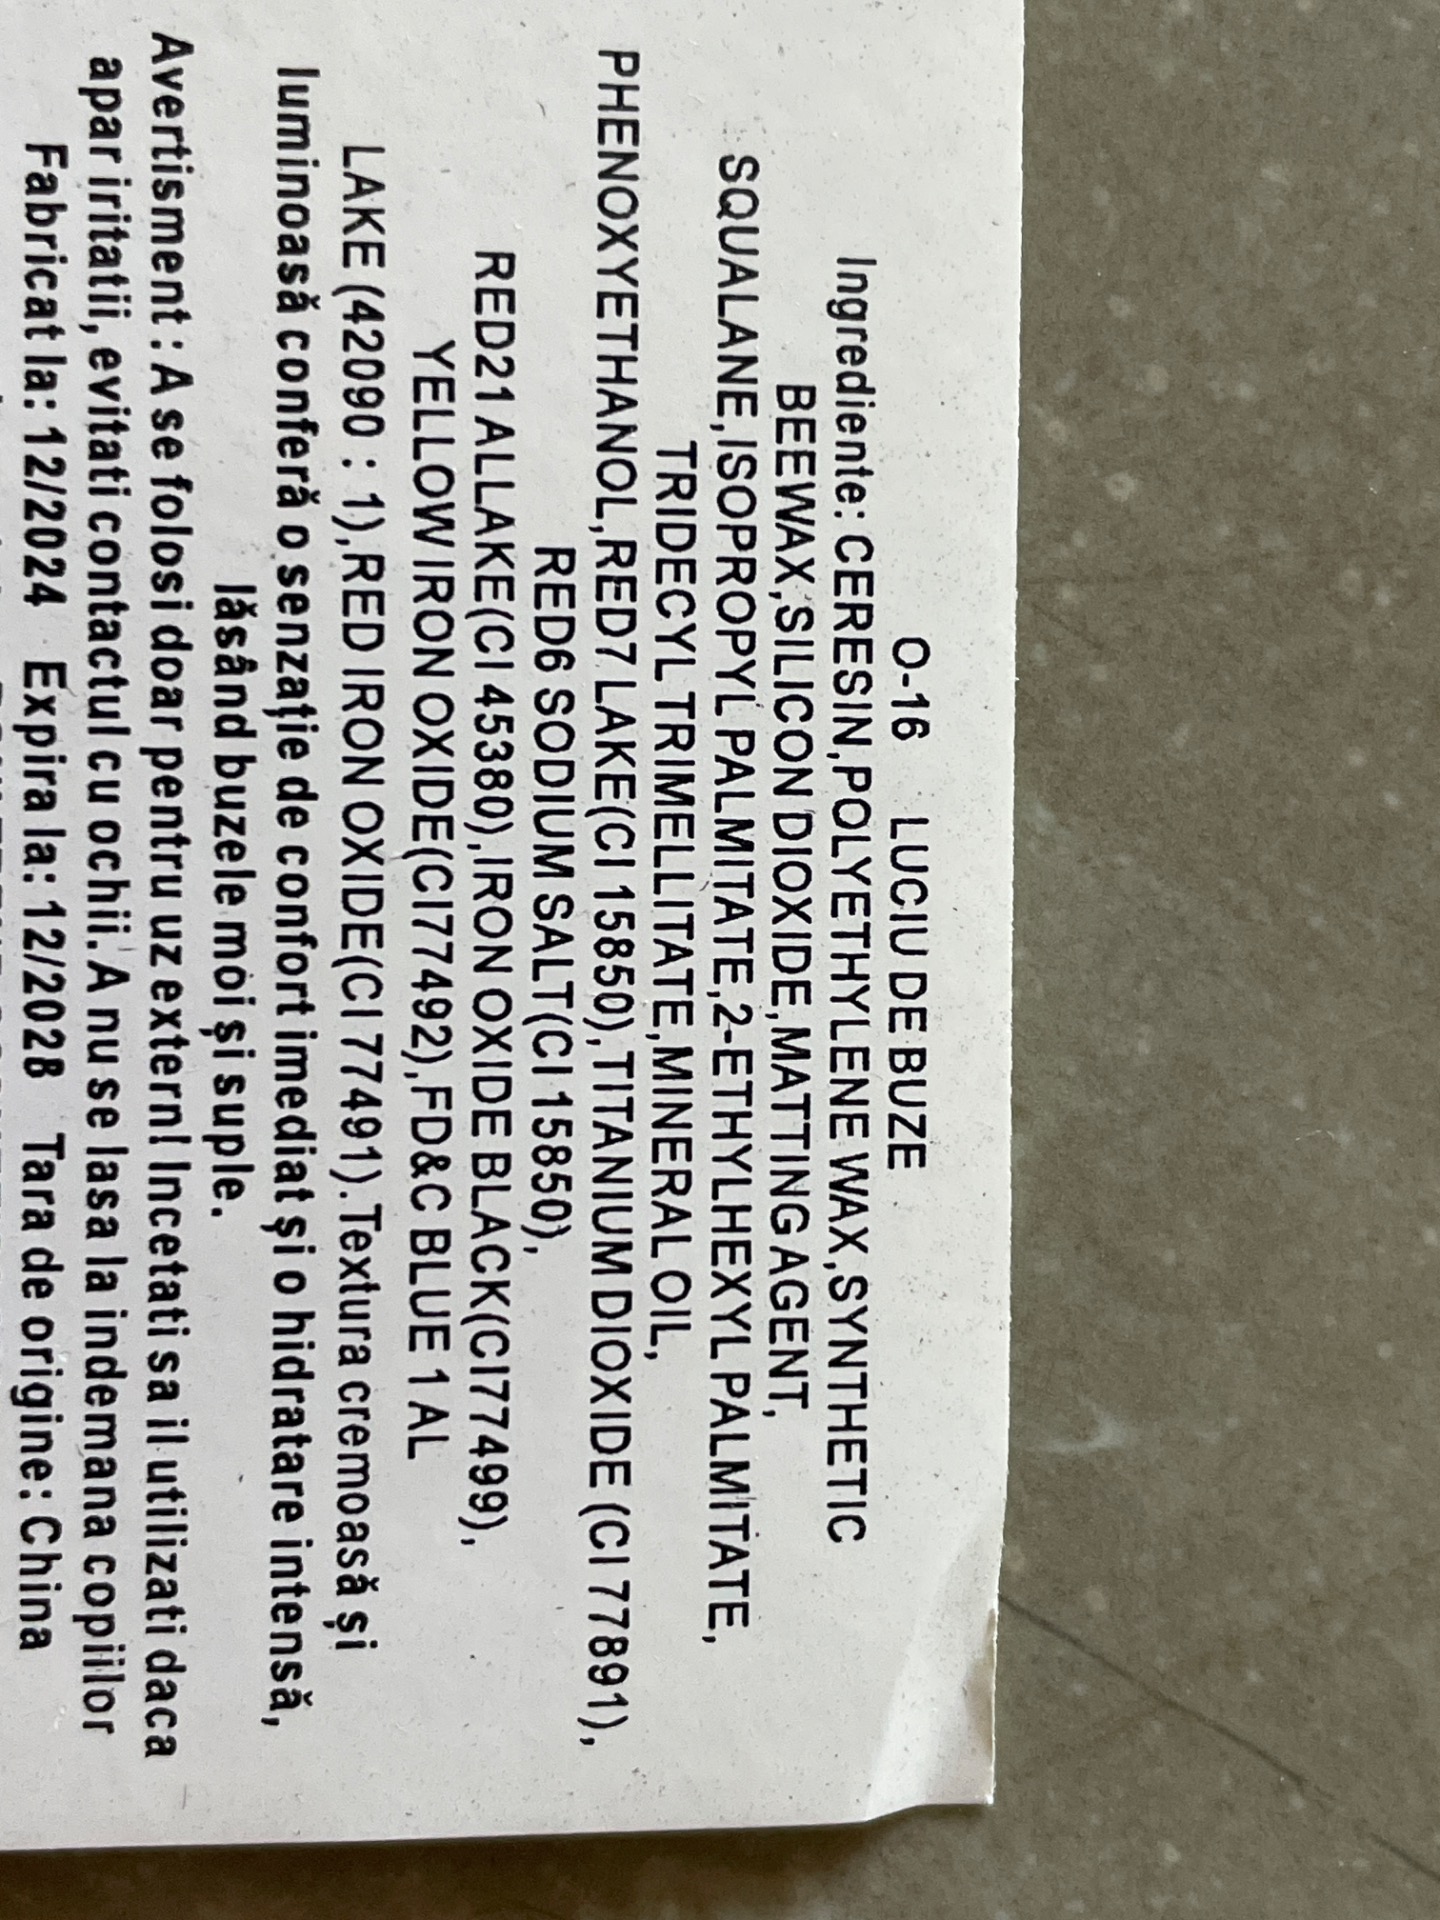 O-16 LUCIU DE BUZE
Ingrediente: CERESIN,POLYETHYLENE WAX,SYNTHETIC
BEEWAX,SILICON DIOXIDE,MATTING AGENT,
SQUALANE,ISOPROPYL PALMITATE,2-ETHYLHEXYL PALMITATE,
TRIDECYL TRIMELLITATE,MINERAL OIL,
PHENOXYETHANOL,RED7 LAKE(CI 15850),TITANIUM DIOXIDE (CI 77891),
RED6 SODIUM SALT(CI 15850),
RED21 ALLAKE(CI 45380),IRON OXIDE BLACK(CI77499),
YELLOW IRON OXIDE(CI77492),FD&C BLUE 1 AL
LAKE (42090 : 1),RED IRON OXIDE(CI 77491). Textura cremoasă și
luminoasă conferă o senzație de confort imediat și o hidratare intensă,
lăsând buzele moi și suple.
Avertisment : A se folosi doar pentru uz extern! Incetati sa il utilizati daca
apar iritatii, evitati contactul cu ochii. A nu se lasa la indemana copiilor
Fabricat la: 12/2024 Expira la: 12/2028 Tara de origine: China